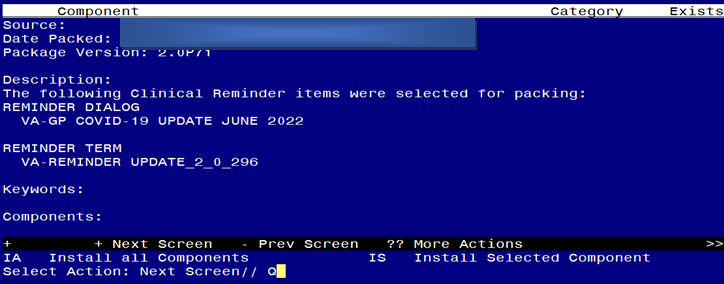 Component Category Exists
Source:
Date Packed:
Package Version: 2.0P71
Description:
The following Clinical Reminder items were selected for packing:
REMINDER DIALOG
VA-GP COVID-19 UPDATE JUNE 2022
REMINDER TERM
VA-REMINDER UPDATE_2_0_296
Keywords:
Components:
+ + Next Screen - Prev Screen ?? More Actions >>
IA Install all Components IS Install Selected Component
Select Action: Next Screen// Q